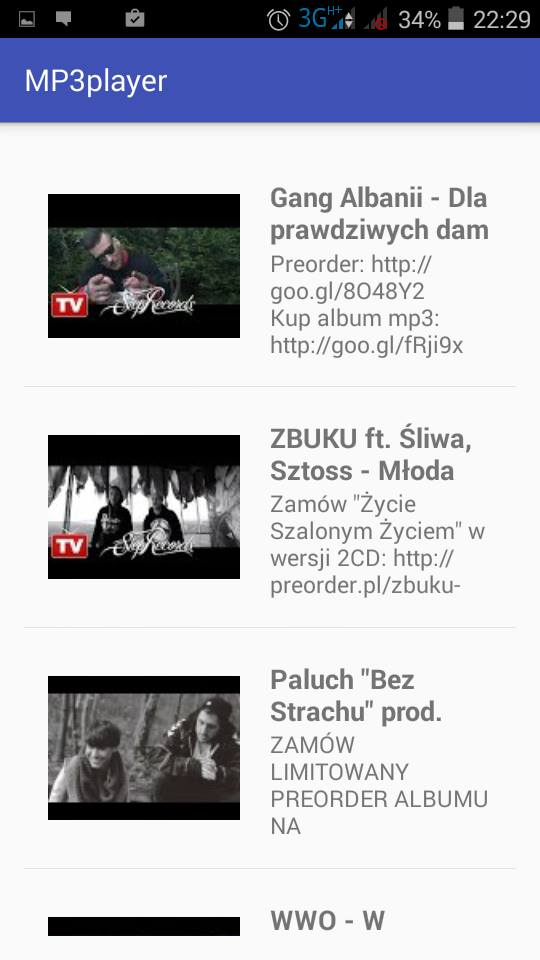 3G H+ 34% 22:29
MP3player
Gang Albanii - Dla
prawdziwych dam
Preorder: http://
goo.gl/8O48Y2
Kup album mp3:
http://goo.gl/fRji9x
TV StepRecords
ZBUKU ft. Śliwa,
Sztoss - Młoda
Zamów "Życie
Szalonym Życiem" w
wersji 2CD: http://
preorder.pl/zbuku-
TV StepRecords
Paluch "Bez
Strachu" prod.
ZAMÓW
LIMITOWANY
PREORDER ALBUMU
NA
WWO - W